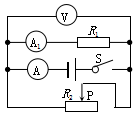 V
A₁ R₁
A S
R₂ P